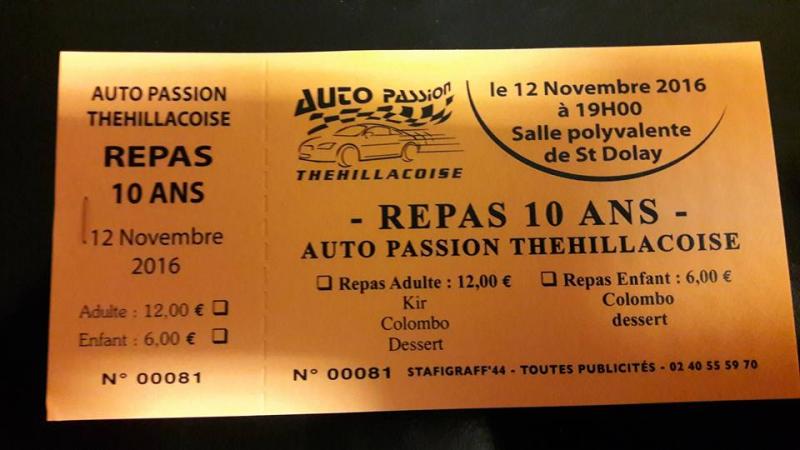 AUTO PASSION
THEHILLACOISE
REPAS
10 ANS
12 Novembre
2016
Adulte : 12,00 € ❏
Enfant : 6,00 € ❏
N° 00081
AUTO PASSION
THEHILLACOISE
le 12 Novembre 2016
à 19H00
Salle polyvalente
de St Dolay
- REPAS 10 ANS -
AUTO PASSION THEHILLACOISE
❏ Repas Adulte : 12,00 €
Kir
Colombo
Dessert
❏ Repas Enfant : 6,00 €
Colombo
dessert
N° 00081 STAFIGRAFF'44 - TOUTES PUBLICITÉS - 02 40 55 59 70